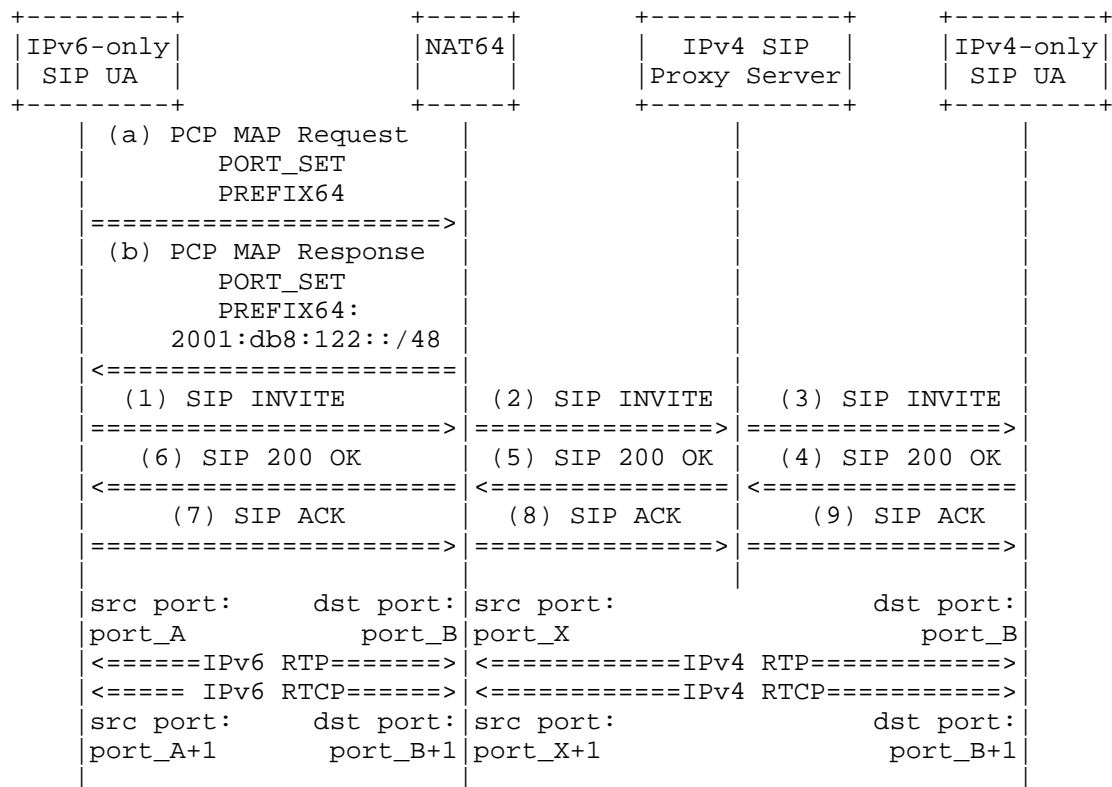 +---------+ +-----+ +------------+ +---------+
|IPv6-only| |NAT64| | IPv4 SIP | |IPv4-only|
| SIP UA | | | |Proxy Server| | SIP UA |
+---------+ +-----+ +------------+ +---------+
| (a) PCP MAP Request | | |
| PORT_SET | | |
| PREFIX64 | | |
|======================>| | |
| (b) PCP MAP Response | | |
| PORT_SET | | |
| PREFIX64: | | |
| 2001:db8:122::/48 | | |
|<======================| | |
| (1) SIP INVITE | (2) SIP INVITE | (3) SIP INVITE |
|======================>|===============>|================>|
| (6) SIP 200 OK | (5) SIP 200 OK | (4) SIP 200 OK |
|<======================|<===============|<================|
| (7) SIP ACK | (8) SIP ACK | (9) SIP ACK |
|======================>|===============>|================>|
| | | |
|src port: dst port:|src port: dst port:|
|port_A port_B|port_X port_B|
|<======IPv6 RTP=======>|<============IPv4 RTP============>|
|<===== IPv6 RTCP======>|<============IPv4 RTCP===========>|
|src port: dst port:|src port: dst port:|
|port_A+1 port_B+1|port_X+1 port_B+1|
| | |